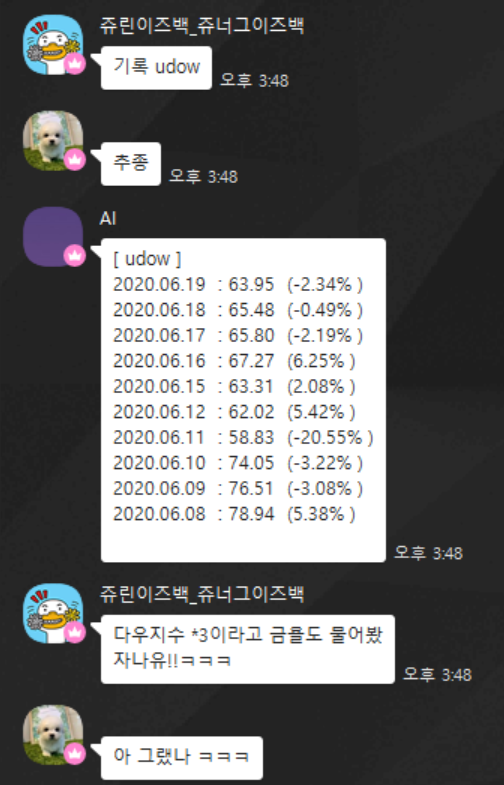 쥬린이즈백_쥬너그이즈백
기록 udow
오후 3:48
추종
오후 3:48
AI
[ udow ]
2020.06.19 : 63.95 (-2.34% )
2020.06.18 : 65.48 (-0.49% )
2020.06.17 : 65.80 (-2.19% )
2020.06.16 : 67.27 (6.25% )
2020.06.15 : 63.31 (2.08% )
2020.06.12 : 62.02 (5.42% )
2020.06.11 : 58.83 (-20.55% )
2020.06.10 : 74.05 (-3.22% )
2020.06.09 : 76.51 (-3.08% )
2020.06.08 : 78.94 (5.38% )
오후 3:48
쥬린이즈백_쥬너그이즈백
다우지수 *3이라고 금욜도 물어봤
자나유!!ㅋㅋㅋ
오후 3:48
아 그랬나 ㅋㅋㅋ